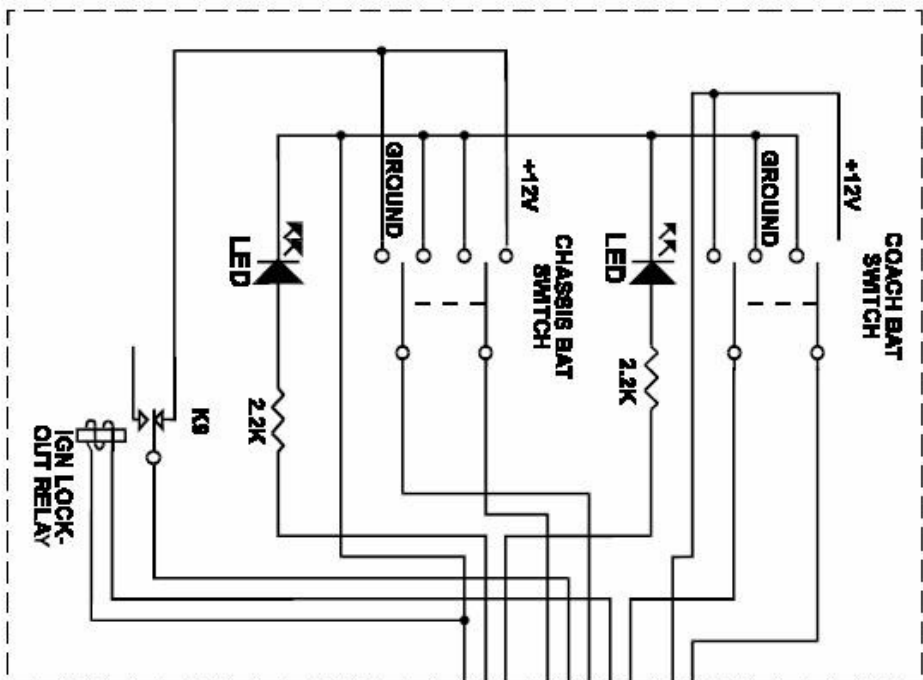 GROUND
+12V
GROUND
+12V
LED
CHASSIS BAT
SWITCH
LED
COACH BAT
SWITCH
2.2K
2.2K
K9
IGN LOCK-
OUT RELAY